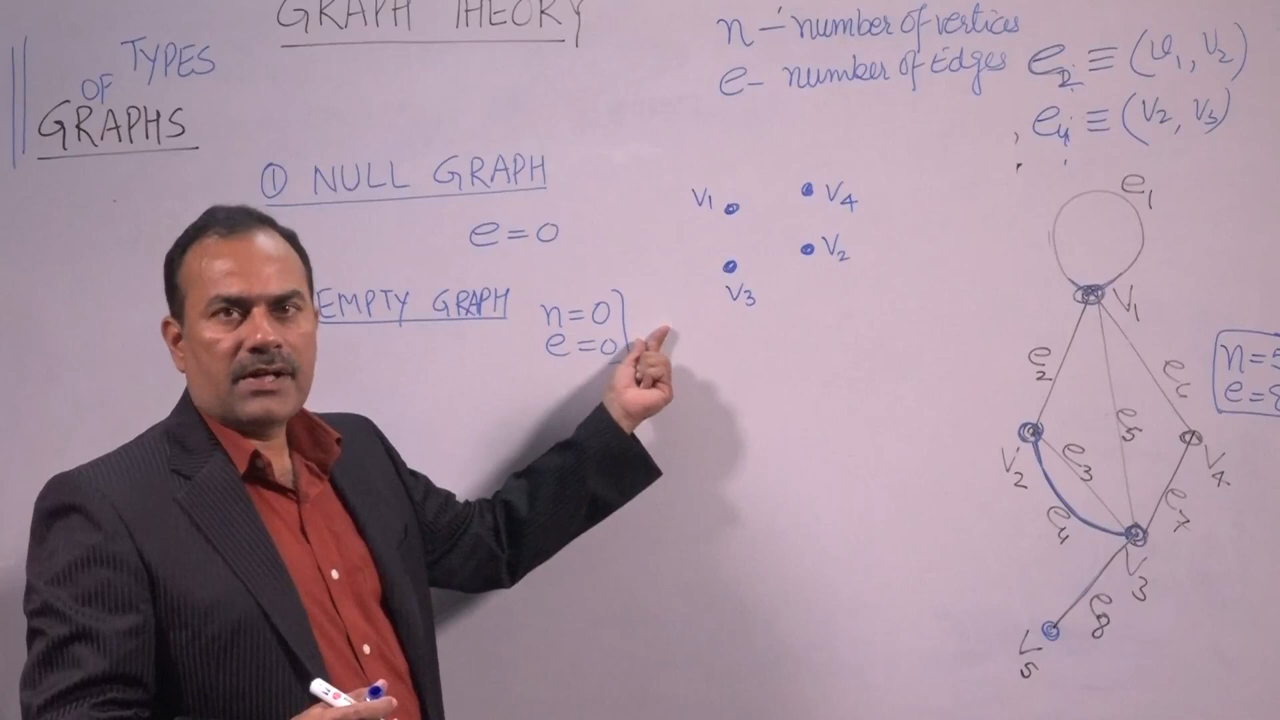 GRAPH THEORY
TYPES
OF
GRAPHS
n – number of vertices
e – number of Edges
e₂ ≡ (v₁, v₂)
e₄ ≡ (v₂, v₃)
① NULL GRAPH
e = 0
V₁
V₄
V₂
V₃
EMPTY GRAPH
n = 0
e = 0
e₁
V₁
e₂
e₅
V₂
e₃
V₄
e₄
e₇
V₃
e₈
V₅
n = 5